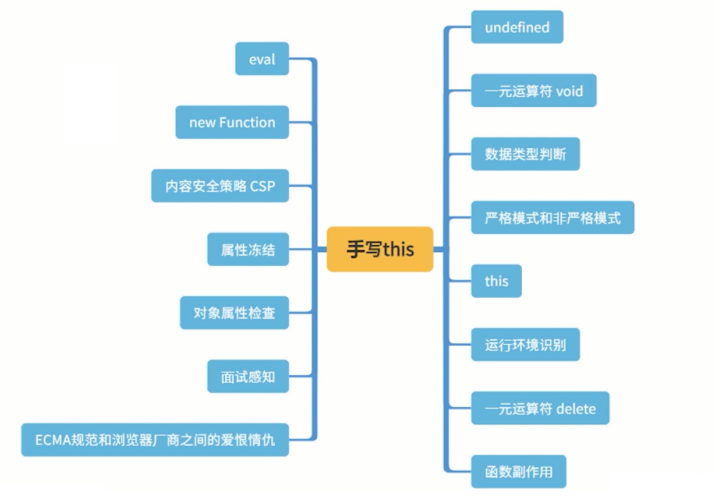 手写this
undefined
一元运算符 void
数据类型判断
严格模式和非严格模式
this
运行环境识别
一元运算符 delete
函数副作用
eval
new Function
内容安全策略 CSP
属性冻结
对象属性检查
面试感知
ECMA规范和浏览器厂商之间的爱恨情仇